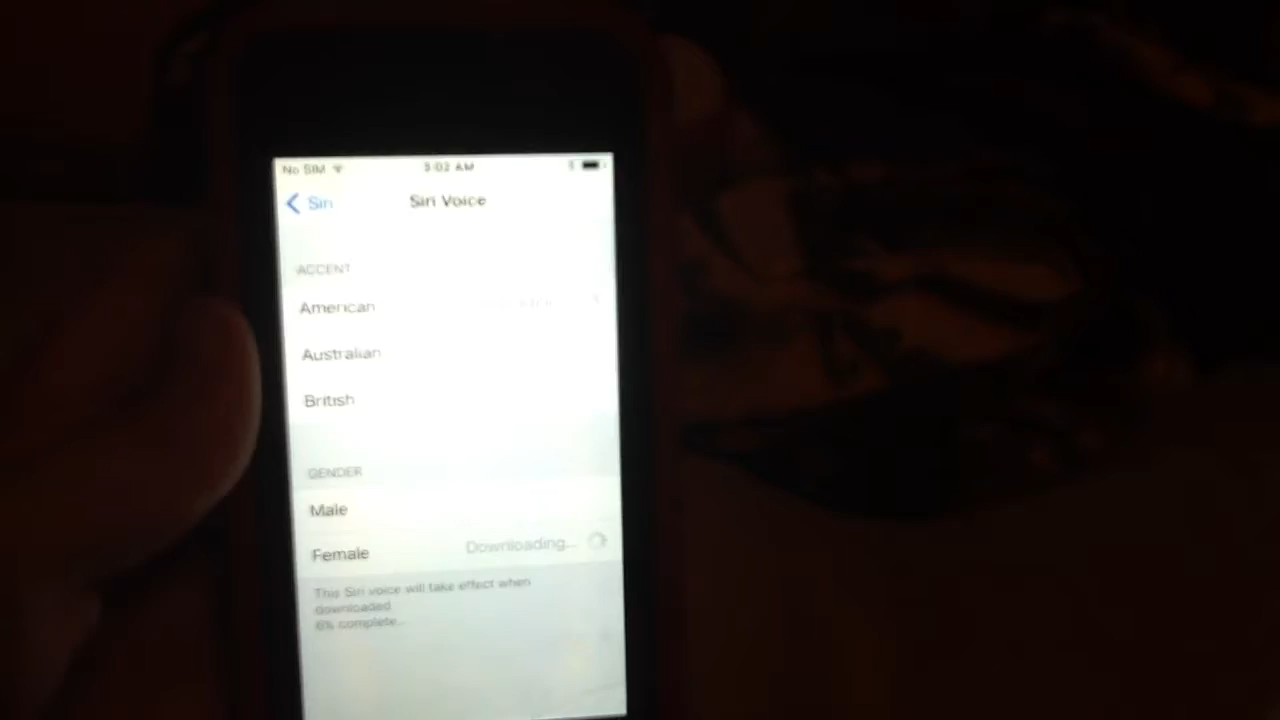 No SIM 3:02 AM
Siri Siri Voice
ACCENT
American
Australian
British
GENDER
Male
Female Downloading...
This Siri voice will take effect when
downloaded.
6% complete...